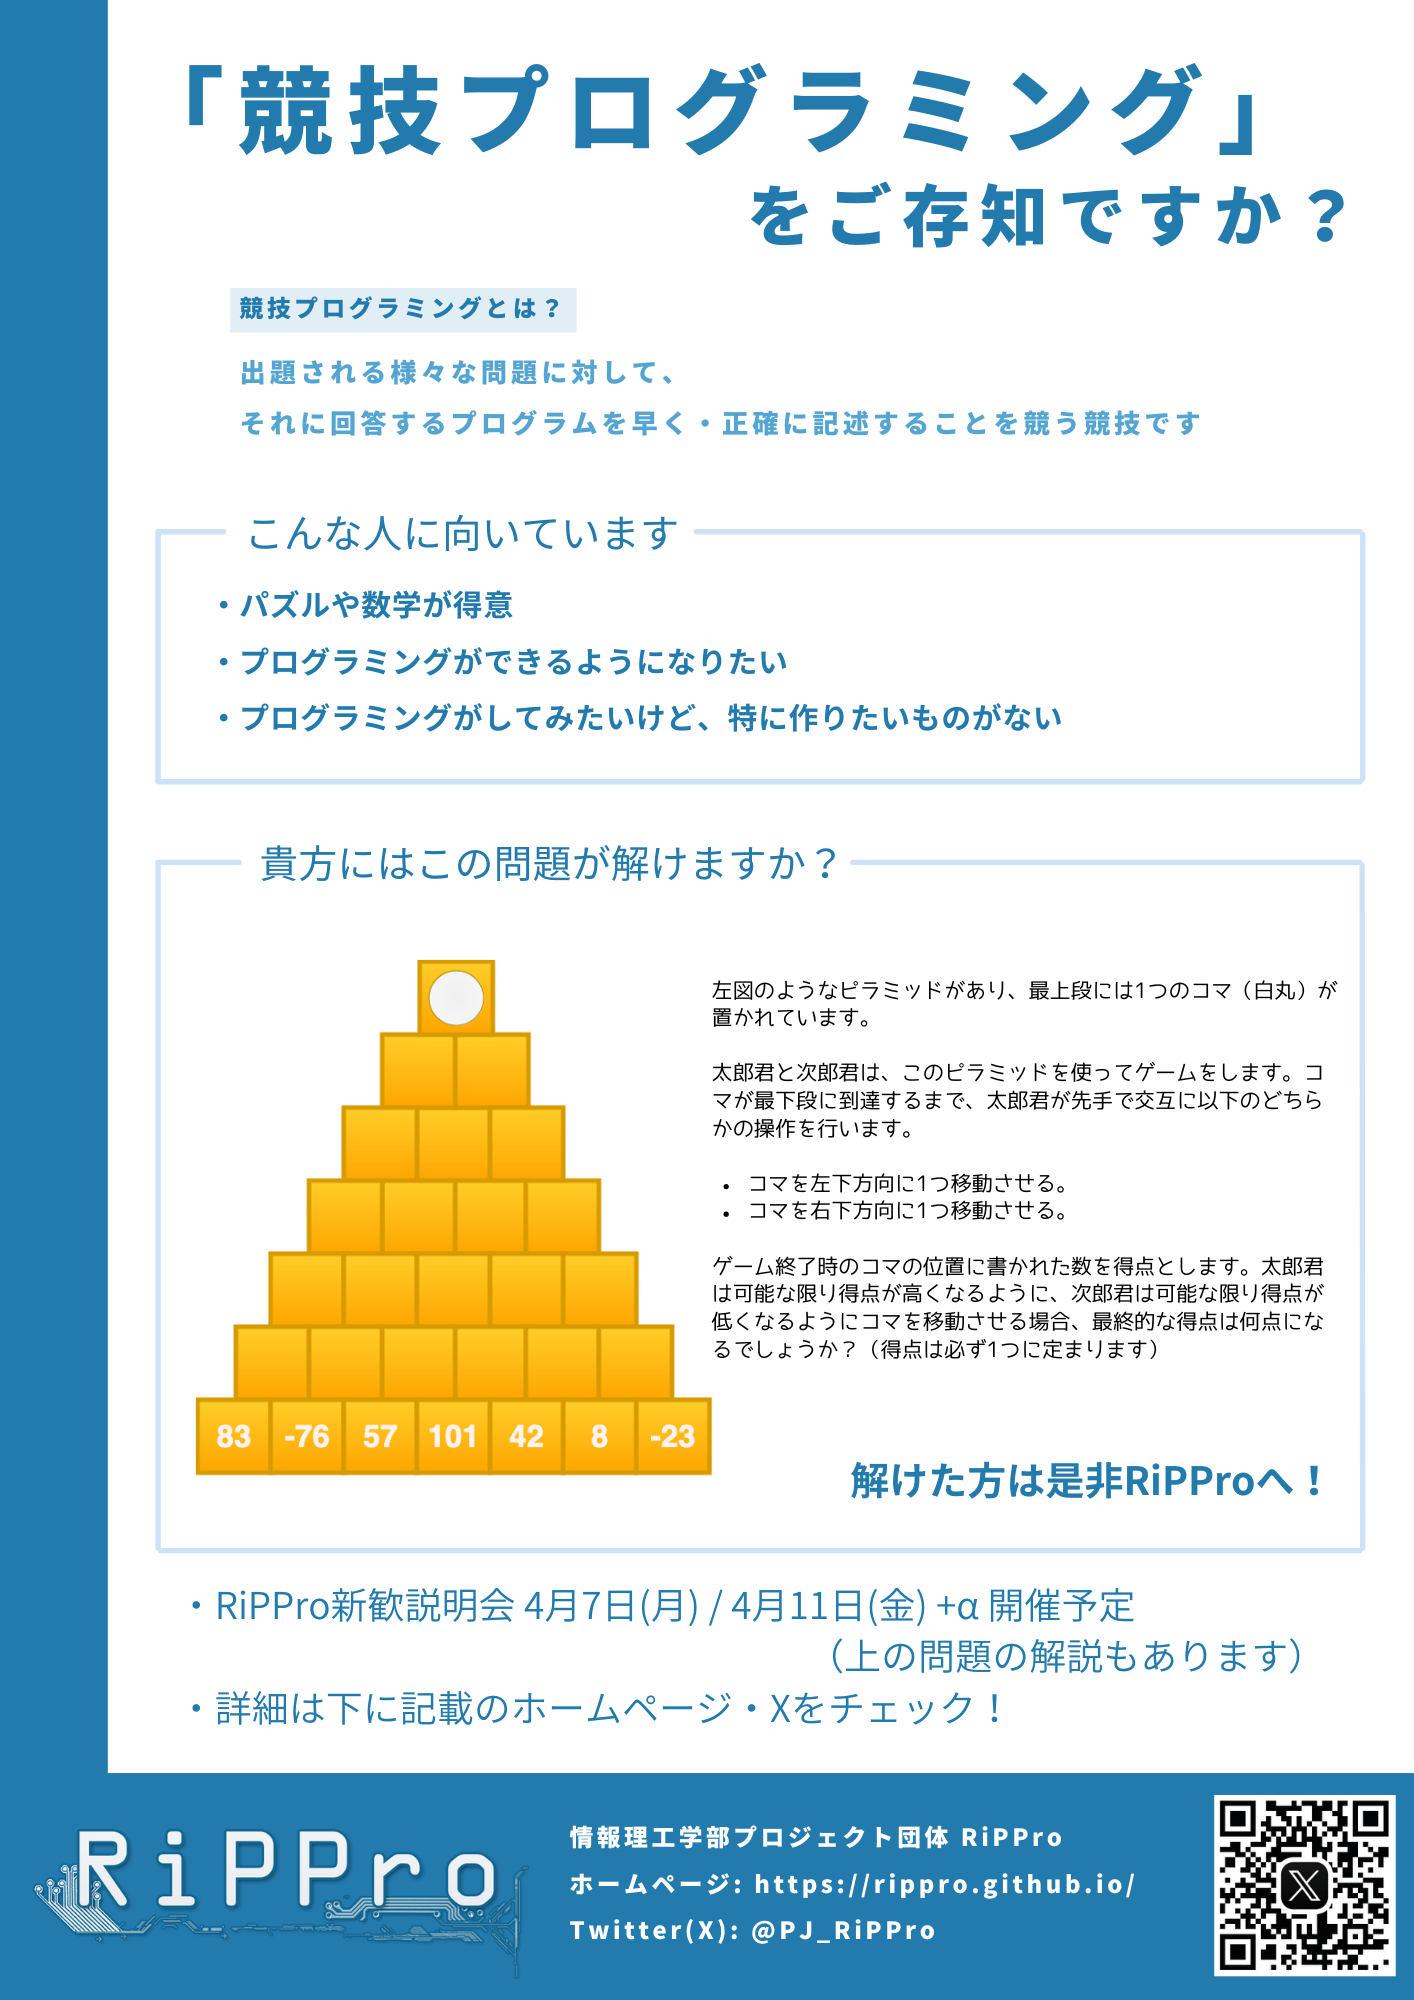 「競技プログラミング」
をご存知ですか？
競技プログラミングとは？
出題される様々な問題に対して、
それに回答するプログラムを早く・正確に記述することを競う競技です
こんな人に向いています
・パズルや数学が得意
・プログラミングができるようになりたい
・プログラミングがしてみたいけど、特に作りたいものがない
貴方にはこの問題が解けますか？
左図のようなピラミッドがあり、最上段には1つのコマ（白丸）が
置かれています。
太郎君と次郎君は、このピラミッドを使ってゲームをします。コ
マが最下段に到達するまで、太郎君が先手で交互に以下のどちら
かの操作を行います。
• コマを左下方向に1つ移動させる。
• コマを右下方向に1つ移動させる。
ゲーム終了時のコマの位置に書かれた数を得点とします。太郎君
は可能な限り得点が高くなるように、次郎君は可能な限り得点が
低くなるようにコマを移動させる場合、最終的な得点は何点にな
るでしょうか？（得点は必ず1つに定まります）
83 -76 57 101 42 8 -23
解けた方は是非RiPProへ！
・RiPPro新歓説明会 4月7日(月) / 4月11日(金) +α 開催予定
（上の問題の解説もあります）
・詳細は下に記載のホームページ・Xをチェック！
RiPPro
情報理工学部プロジェクト団体 RiPPro
ホームページ: https://rippro.github.io/
Twitter(X): @PJ_RiPPro